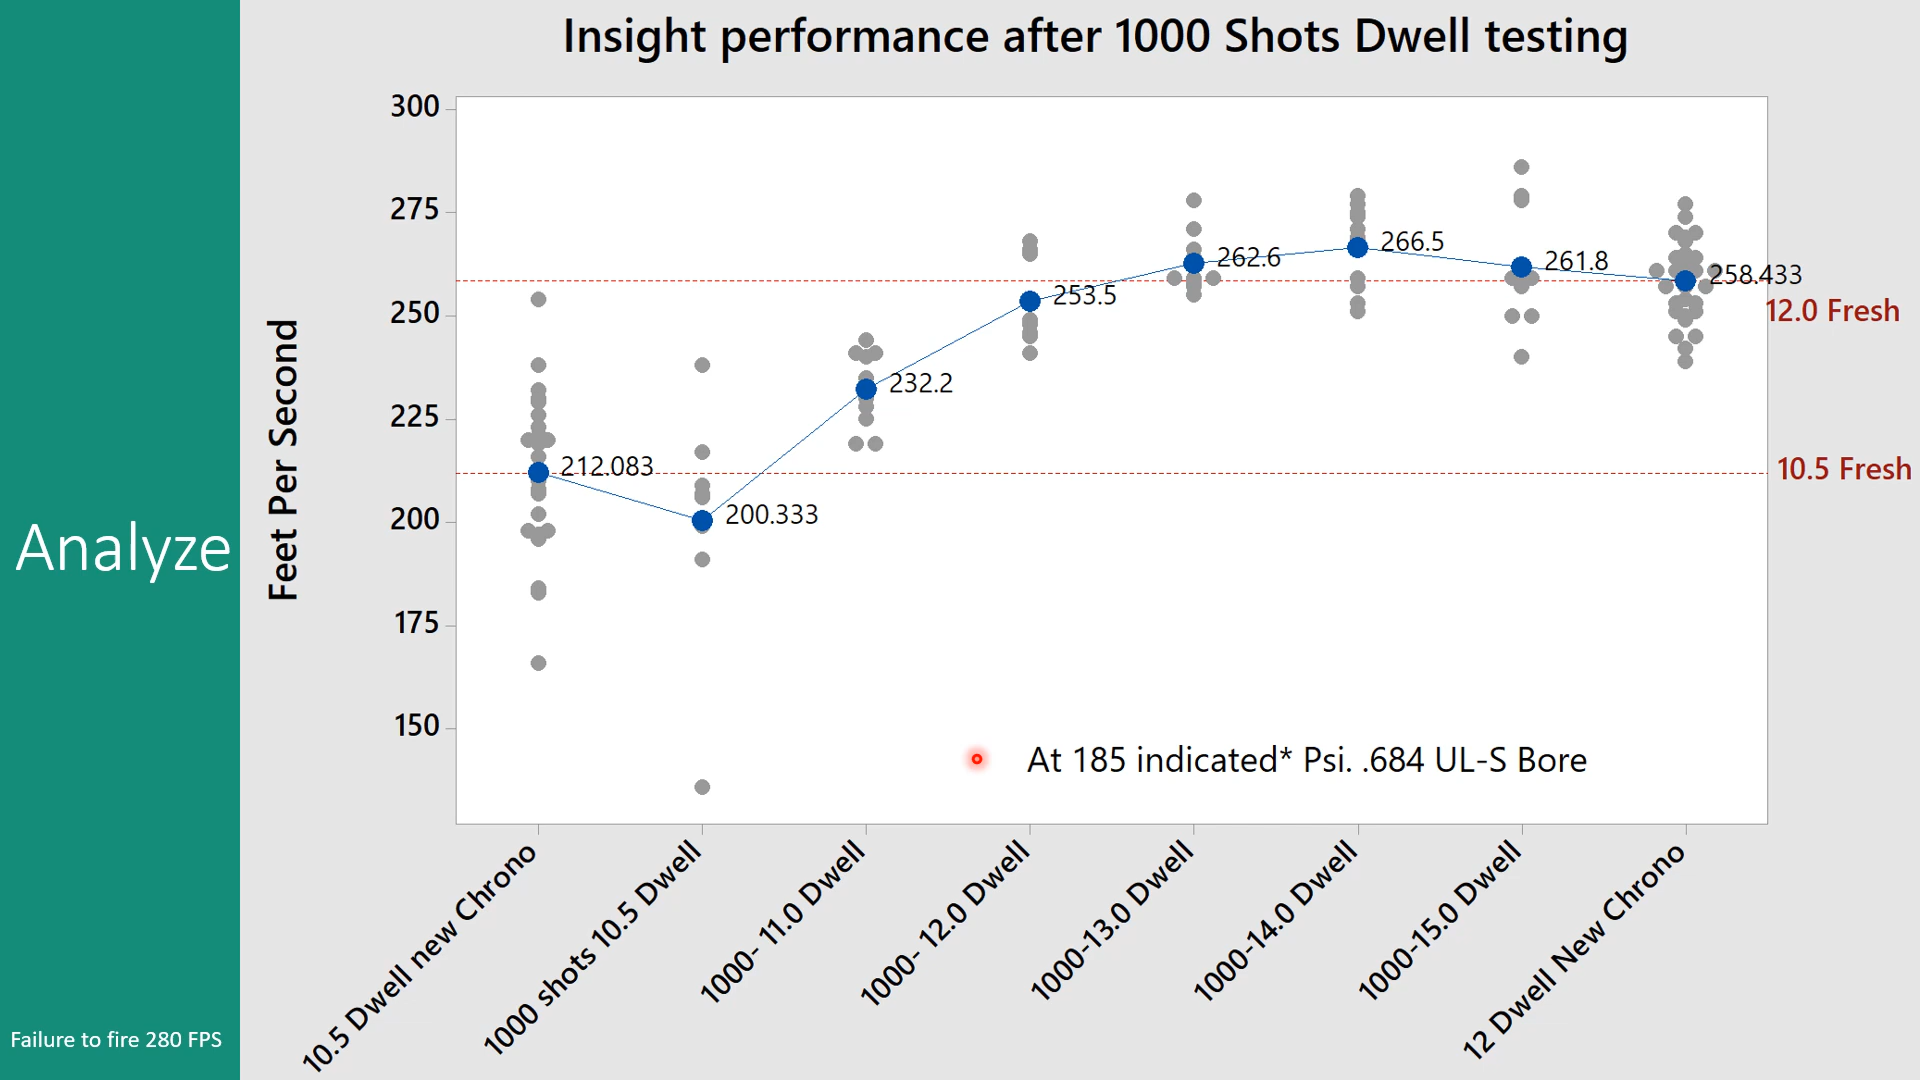 Insight performance after 1000 Shots Dwell testing
Analyze
Failure to fire 280 FPS
Feet Per Second
300
275
250
225
200
175
150
212.083
200.333
232.2
253.5
262.6
266.5
261.8
258.433
12.0 Fresh
10.5 Fresh
At 185 indicated* Psi. .684 UL-S Bore
10.5 Dwell new Chrono
1000 shots 10.5 Dwell
1000- 11.0 Dwell
1000- 12.0 Dwell
1000-13.0 Dwell
1000-14.0 Dwell
1000-15.0 Dwell
12 Dwell New Chrono